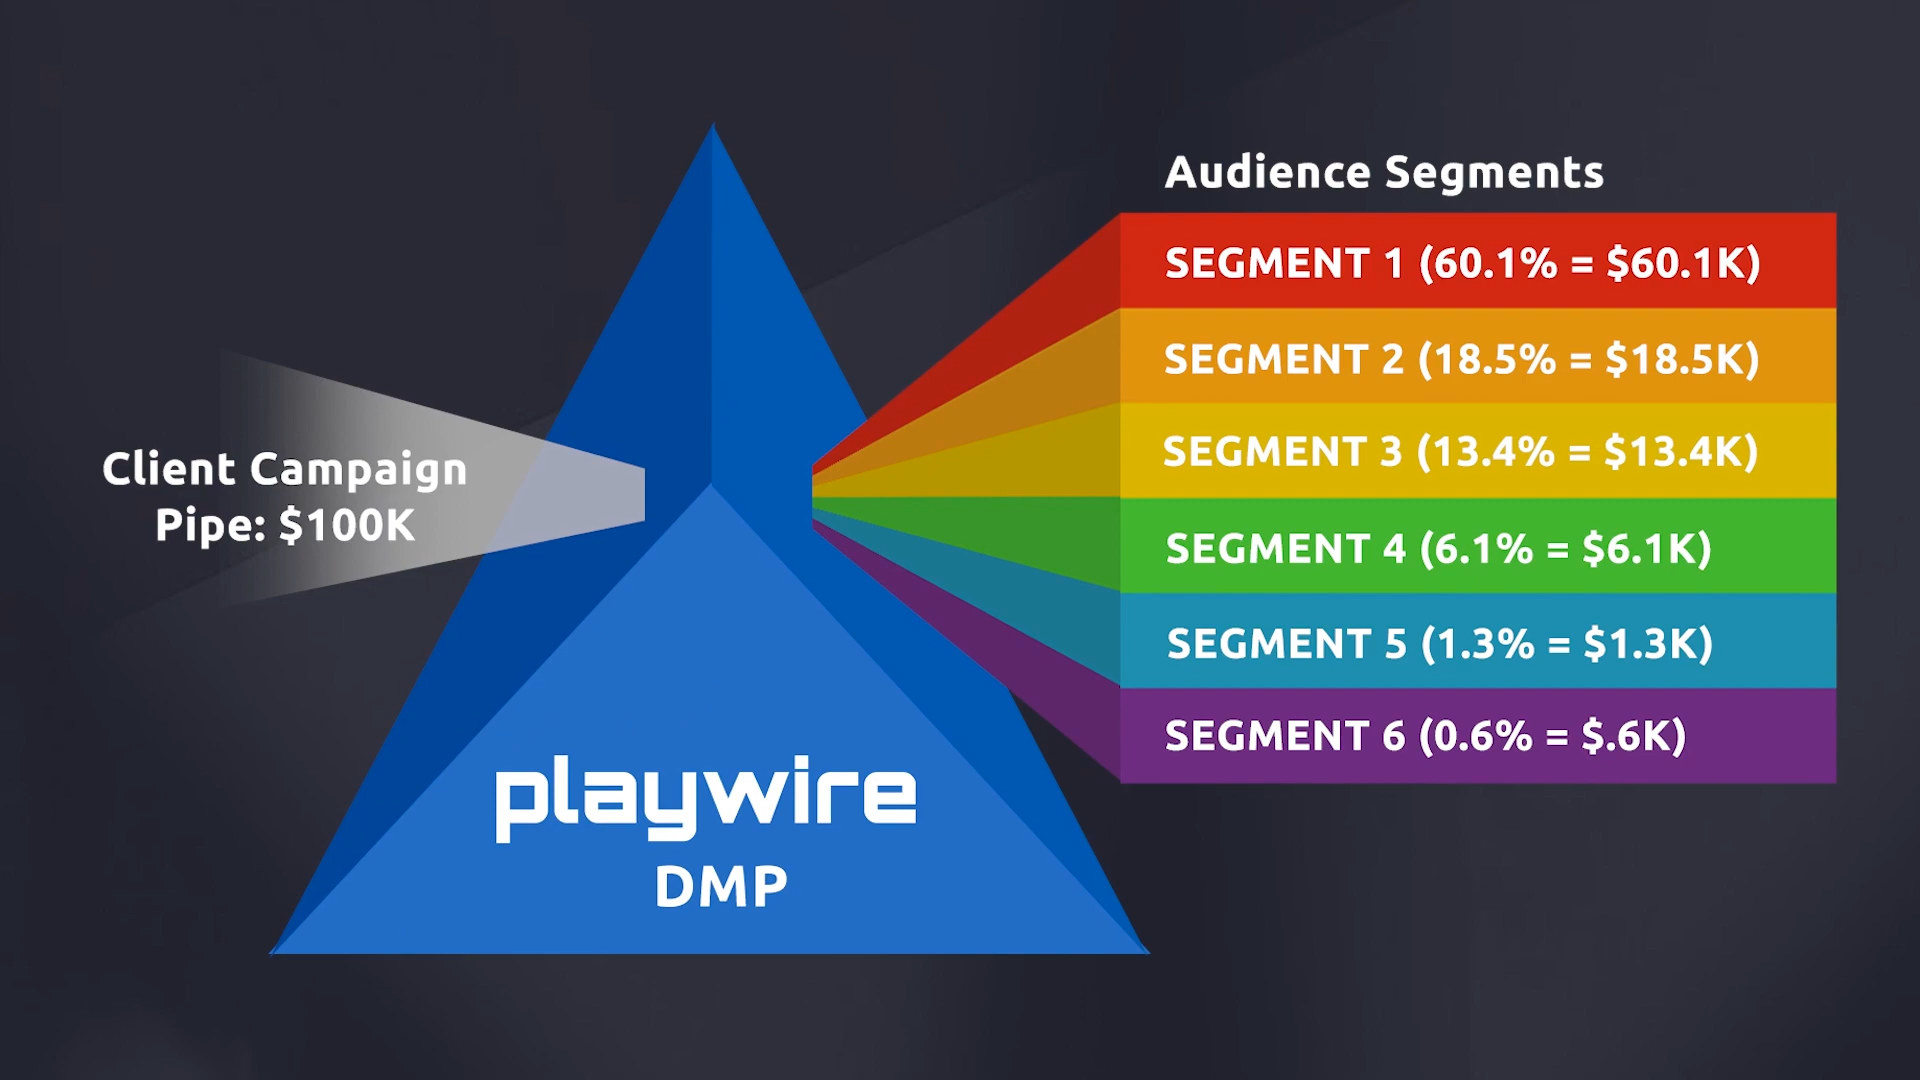 Client Campaign
Pipe: $100K
playwire
DMP
Audience Segments
SEGMENT 1 (60.1% = $60.1K)
SEGMENT 2 (18.5% = $18.5K)
SEGMENT 3 (13.4% = $13.4K)
SEGMENT 4 (6.1% = $6.1K)
SEGMENT 5 (1.3% = $1.3K)
SEGMENT 6 (0.6% = $.6K)